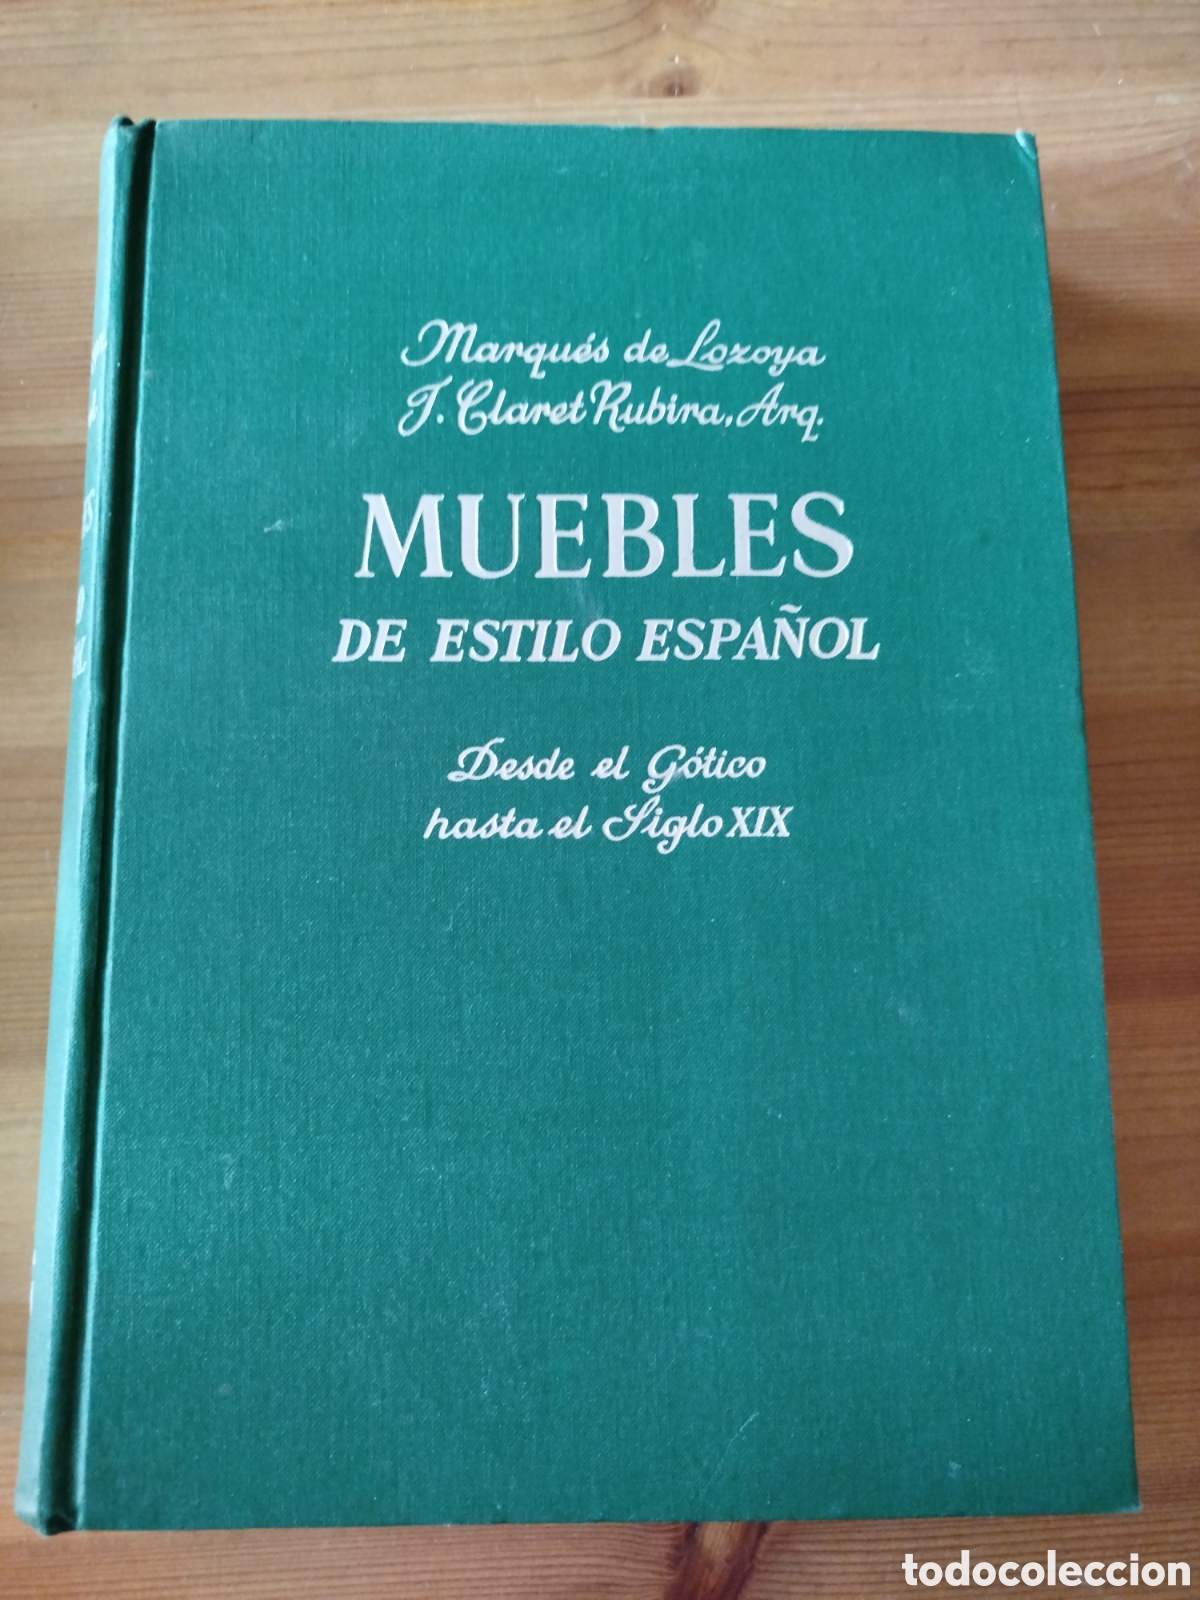 Marqués de Lozoya
J. Claret Rubira, Arq.
MUEBLES
DE ESTILO ESPAÑOL
Desde el Gótico
hasta el Siglo XIX
todocoleccion